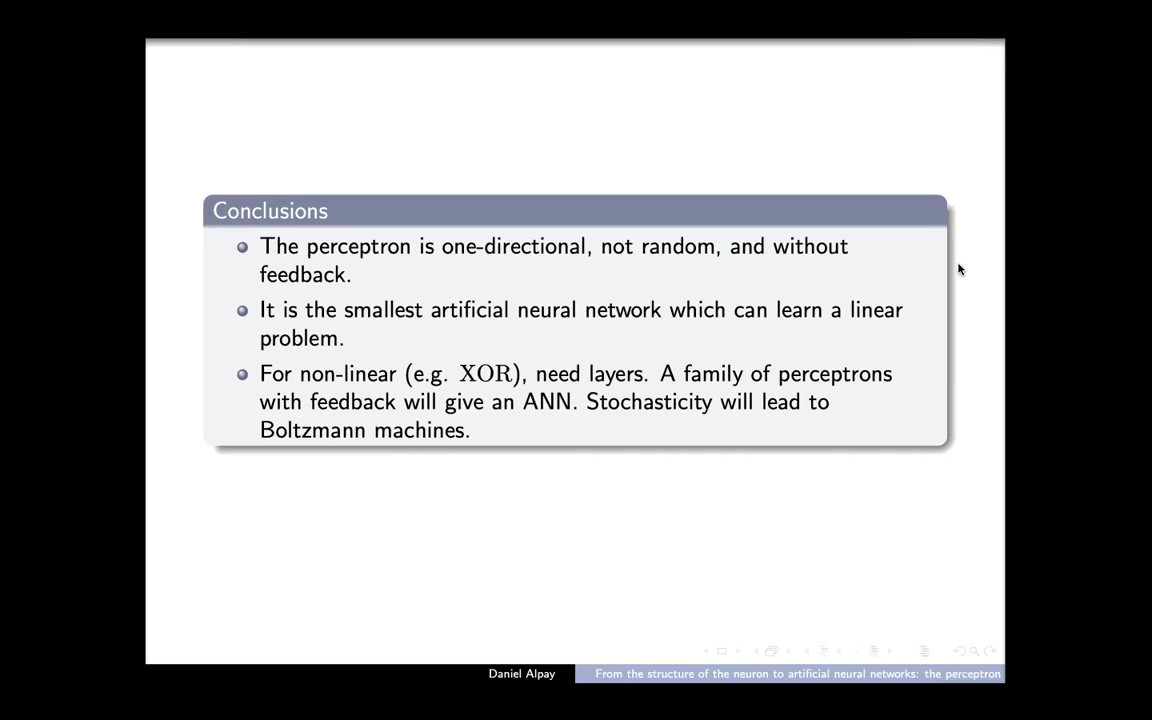 Conclusions
The perceptron is one-directional, not random, and without
feedback.
It is the smallest artificial neural network which can learn a linear
problem.
For non-linear (e.g. XOR), need layers. A family of perceptrons
with feedback will give an ANN. Stochasticity will lead to
Boltzmann machines.
Daniel Alpay
From the structure of the neuron to artificial neural networks: the perceptron